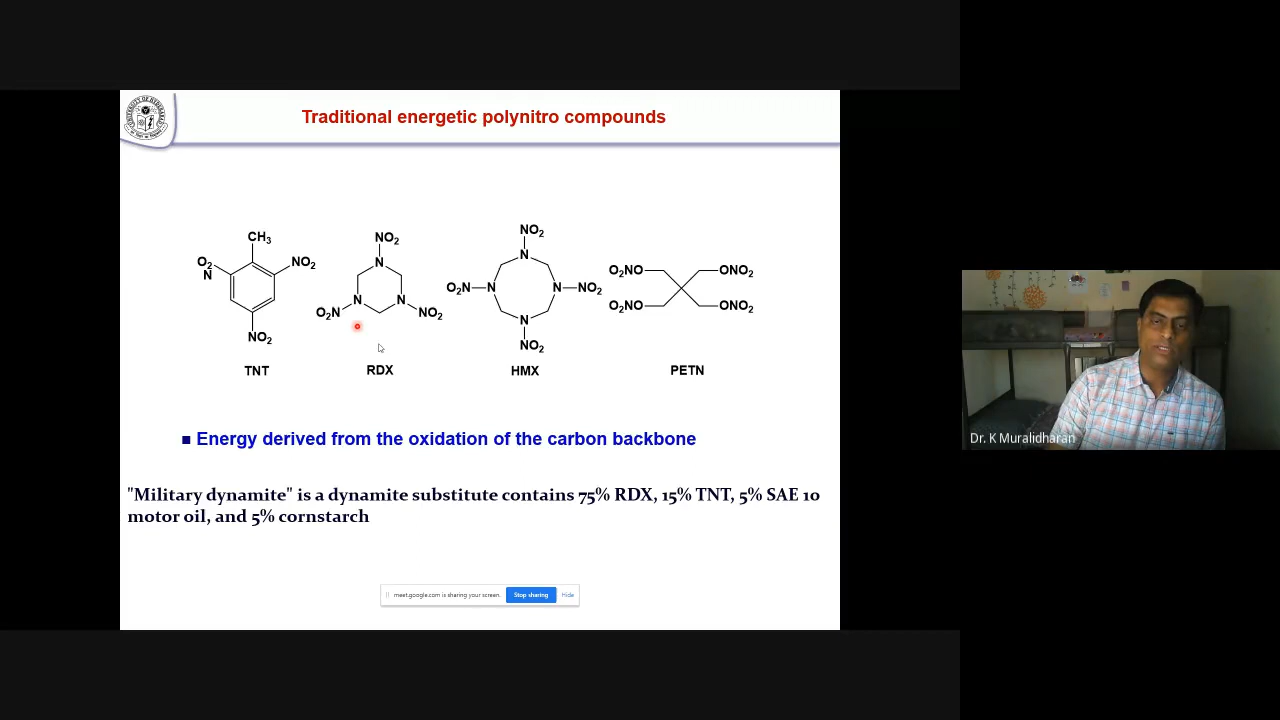 Traditional energetic polynitro compounds
CH3
O2
N
NO2
NO2
TNT
NO2
N
N
N
O2N
NO2
RDX
NO2
N
O2N
N
N
NO2
N
NO2
HMX
O2NO
ONO2
O2NO
ONO2
PETN
Energy derived from the oxidation of the carbon backbone
"Military dynamite" is a dynamite substitute contains 75% RDX, 15% TNT, 5% SAE 10
motor oil, and 5% cornstarch
meet.google.com is sharing your screen. Stop sharing Hide
Dr. K Muralidharan